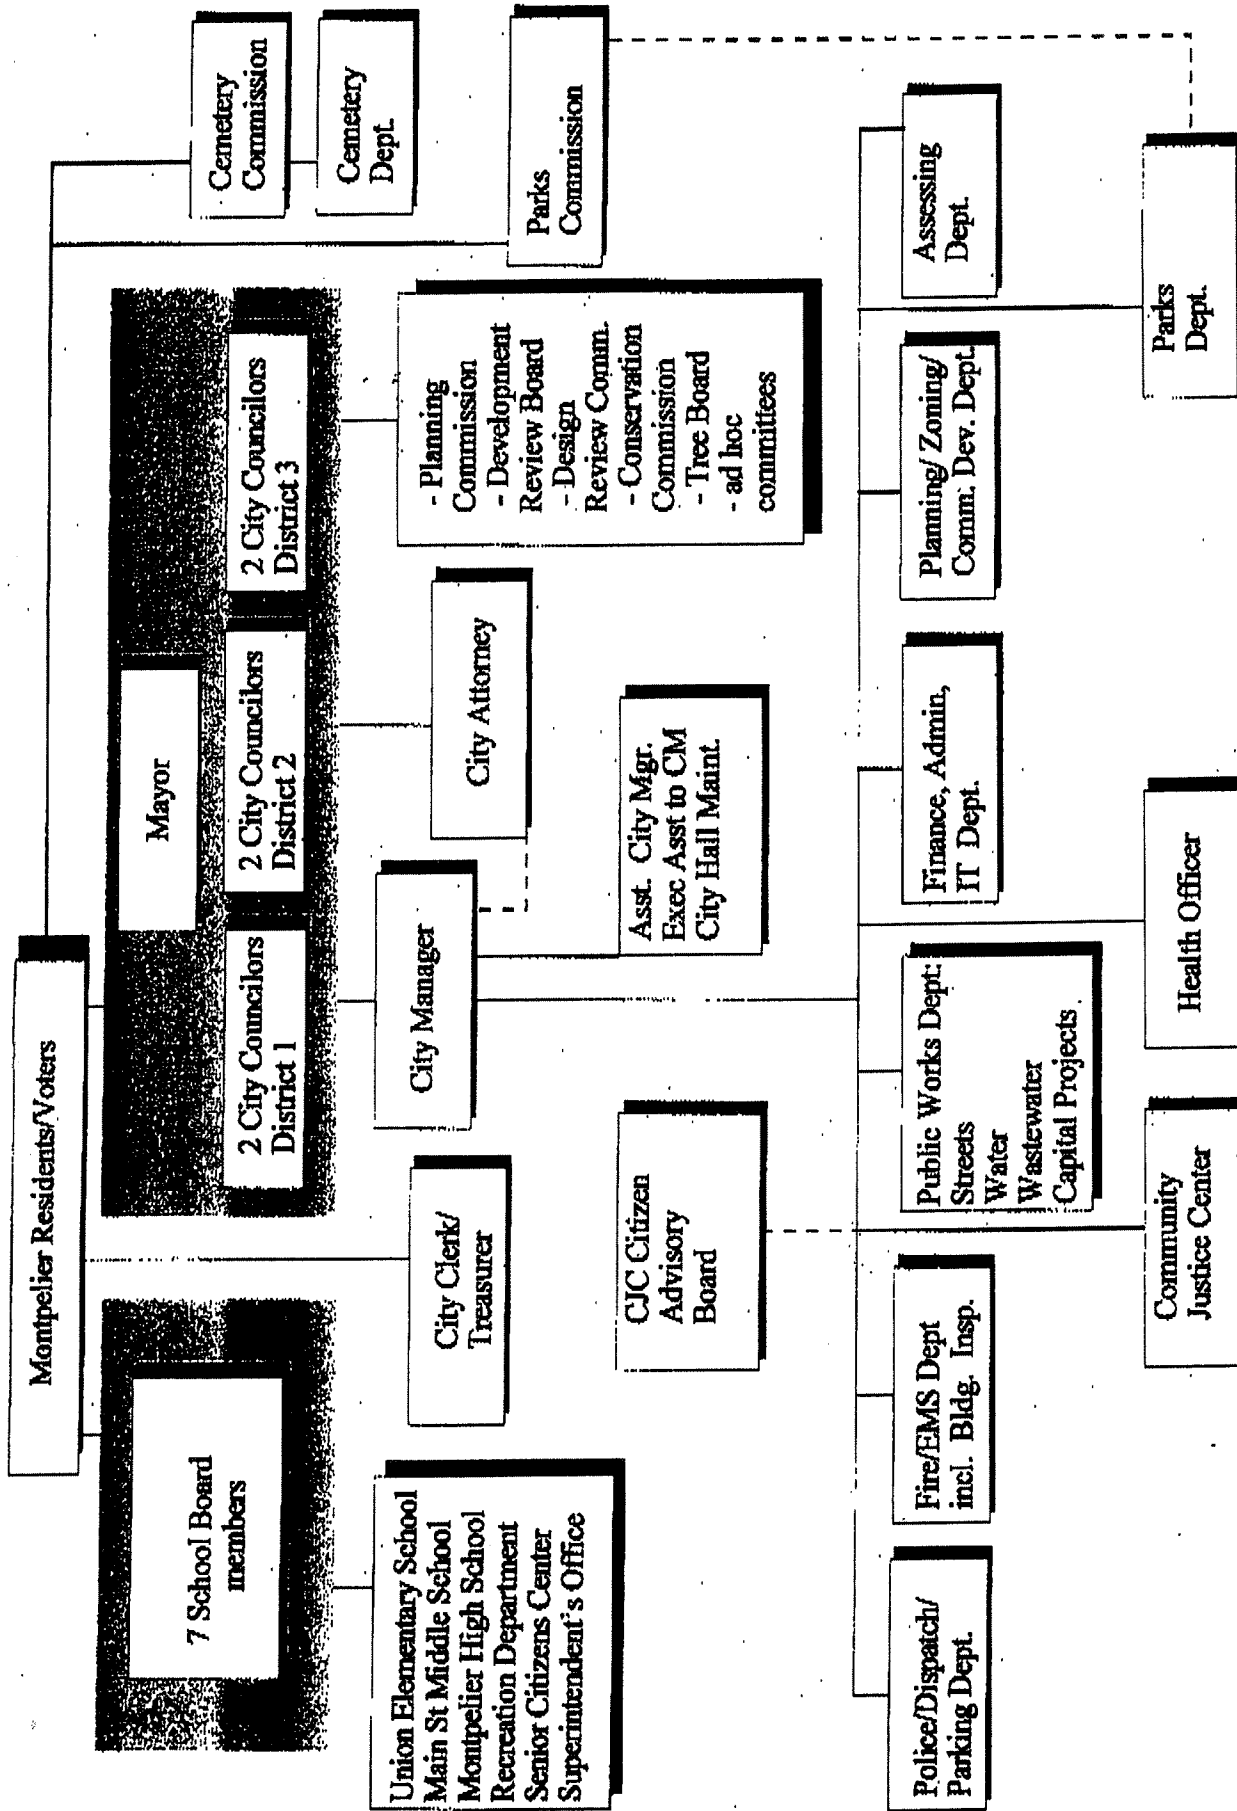 Montpelier Residents/Voters
7 School Board
members
Mayor
2 City Councilors
District 1
2 City Councilors
District 2
2 City Councilors
District 3
Cemetery
Commission
Cemetery
Dept.
Union Elementary School
Main St Middle School
Montpelier High School
Recreation Department
Senior Citizens Center
Superintendent's Office
City Clerk/
Treasurer
City Manager
City Attorney
- Planning
Commission
- Development
Review Board
- Design
Review Comm.
- Conservation
Commission
- Tree Board
- ad hoc
committees
Parks
Commission
CJC Citizen
Advisory
Board
Asst. City Mgr.
Exec Asst to CM
City Hall Maint.
Police/Dispatch/
Parking Dept.
Fire/EMS Dept
incl. Bldg. Insp.
Public Works Dept:
Streets
Water
Wastewater
Capital Projects
Finance, Admin,
IT Dept.
Planning/ Zoning/
Comm. Dev. Dept.
Assessing
Dept.
Community
Justice Center
Health Officer
Parks
Dept.